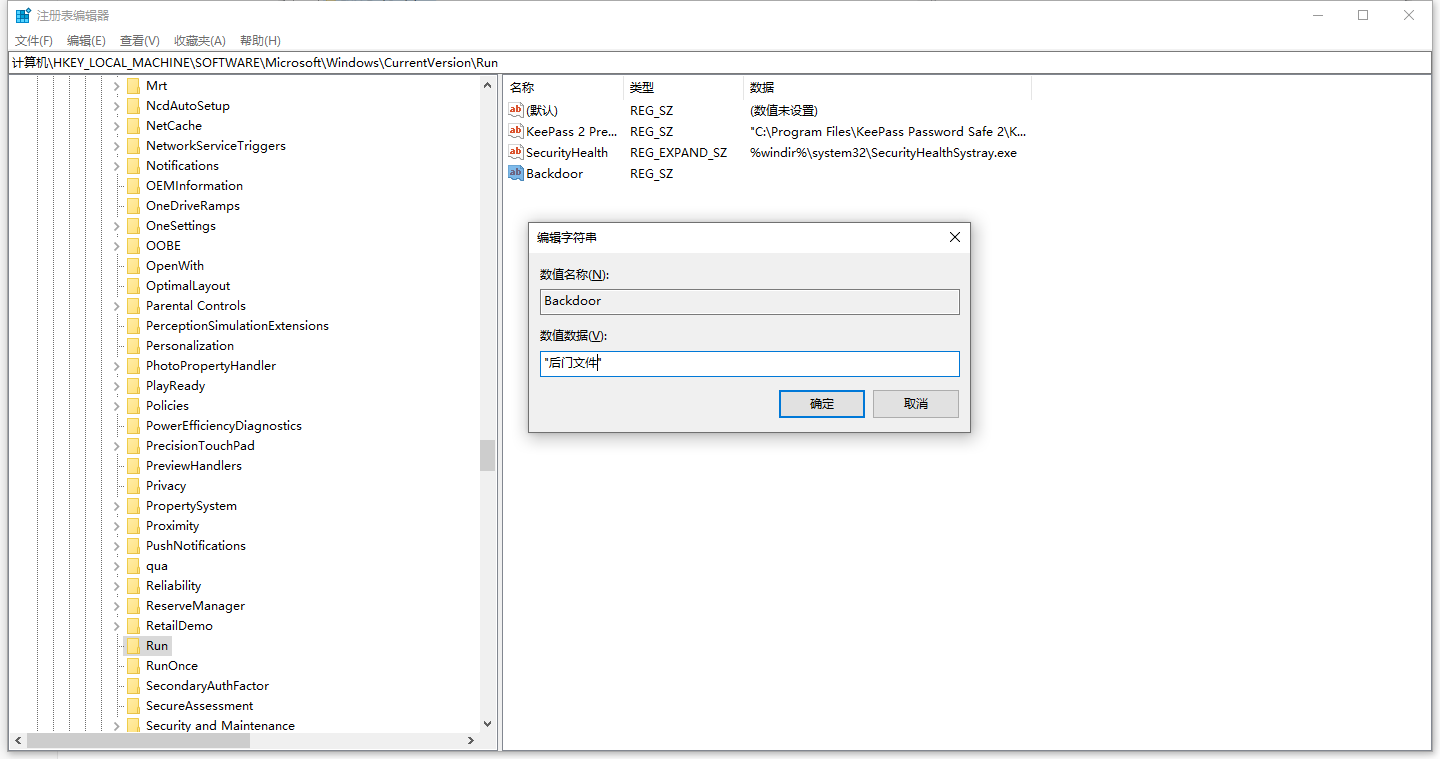 注册表编辑器
文件(F) 编辑(E) 查看(V) 收藏夹(A) 帮助(H)
计算机\HKEY_LOCAL_MACHINE\SOFTWARE\Microsoft\Windows\CurrentVersion\Run
Mrt
NcdAutoSetup
NetCache
NetworkServiceTriggers
Notifications
OEMInformation
OneDriveRamps
OneSettings
OOBE
OpenWith
OptimalLayout
Parental Controls
PerceptionSimulationExtensions
Personalization
PhotoPropertyHandler
PlayReady
Policies
PowerEfficiencyDiagnostics
PrecisionTouchPad
PreviewHandlers
Privacy
PropertySystem
Proximity
PushNotifications
qua
Reliability
ReserveManager
RetailDemo
Run
RunOnce
SecondaryAuthFactor
SecureAssessment
Security and Maintenance
名称 类型 数据
ab (默认) REG_SZ (数值未设置)
ab KeePass 2 Pre... REG_SZ "C:\Program Files\KeePass Password Safe 2\K...
ab SecurityHealth REG_EXPAND_SZ %windir%\system32\SecurityHealthSystray.exe
ab Backdoor REG_SZ
编辑字符串
数值名称(N):
Backdoor
数值数据(V):
"后门文件"
确定 取消